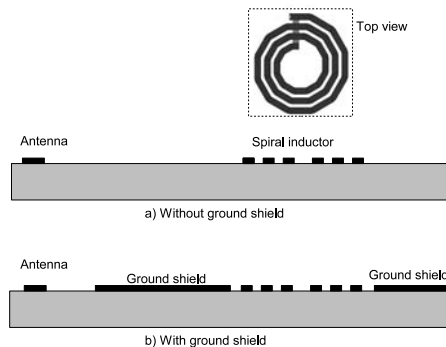 Top view
Antenna
Spiral inductor
a) Without ground shield
Antenna
Ground shield
Ground shield
b) With ground shield